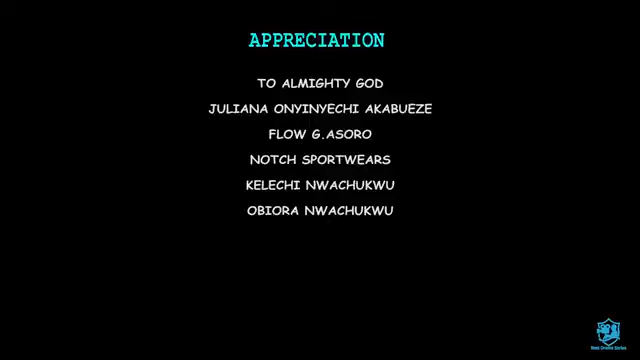 APPRECIATION
TO ALMIGHTY GOD
JULIANA ONYINYECHI AKABUEZE
FLOW G.ASORO
NOTCH SPORTWEARS
KELECHI NWACHUKWU
OBIORA NWACHUKWU